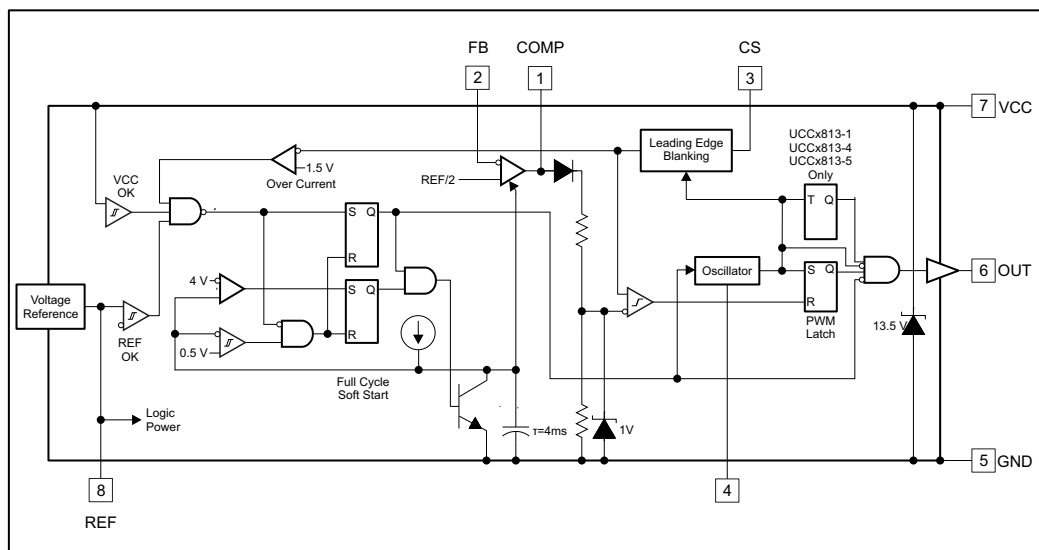 FB
COMP
CS
2
1
3
7
VCC
UCCx813-1
UCCx813-4
UCCx813-5
Only
Leading Edge
Blanking
1.5 V
Over Current
REF/2
VCC
OK
T Q
S Q
R
S Q
R
4 V
Oscillator
S Q
R
PWM
Latch
6
OUT
Voltage
Reference
REF
OK
0.5 V
13.5 V
Full Cycle
Soft Start
Logic
Power
τ=4ms
1V
5
GND
8
4
REF